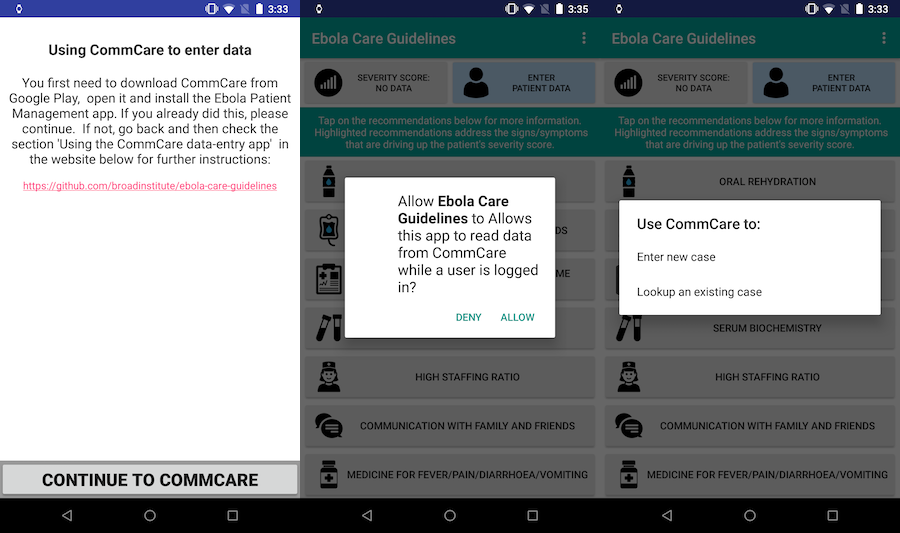 3:33
Using CommCare to enter data
You first need to download CommCare from
Google Play,  open it and install the Ebola Patient
Management app. If you already did this, please
continue.  If not, go back and then check the
section 'Using the CommCare data-entry app'  in
the website below for further instructions:
https://github.com/broadinstitute/ebola-care-guidelines
CONTINUE TO COMMCARE
3:35
Ebola Care Guidelines
SEVERITY SCORE:
NO DATA
ENTER
PATIENT DATA
Tap on the recommendations below for more information.
Highlighted recommendations address the signs/symptoms
that are driving up the patient's severity score.
DS
ME
Allow Ebola Care
Guidelines to Allows
this app to read data
from CommCare
while a user is logged
in?
DENY ALLOW
HIGH STAFFING RATIO
COMMUNICATION WITH FAMILY AND FRIENDS
MEDICINE FOR FEVER/PAIN/DIARRHOEA/VOMITING
3:33
Ebola Care Guidelines
SEVERITY SCORE:
NO DATA
ENTER
PATIENT DATA
Tap on the recommendations below for more information.
Highlighted recommendations address the signs/symptoms
that are driving up the patient's severity score.
ORAL REHYDRATION
Use CommCare to:
Enter new case
Lookup an existing case
SERUM BIOCHEMISTRY
HIGH STAFFING RATIO
COMMUNICATION WITH FAMILY AND FRIENDS
MEDICINE FOR FEVER/PAIN/DIARRHOEA/VOMITING